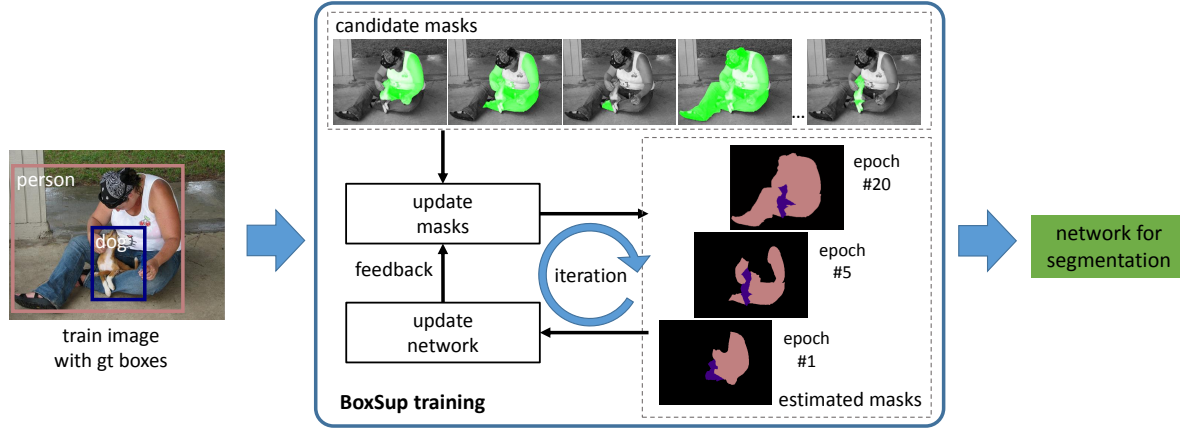 candidate masks
...
person
dog
train image
with gt boxes
update
masks
feedback
update
network
iteration
epoch
#20
epoch
#5
epoch
#1
estimated masks
BoxSup training
network for
segmentation